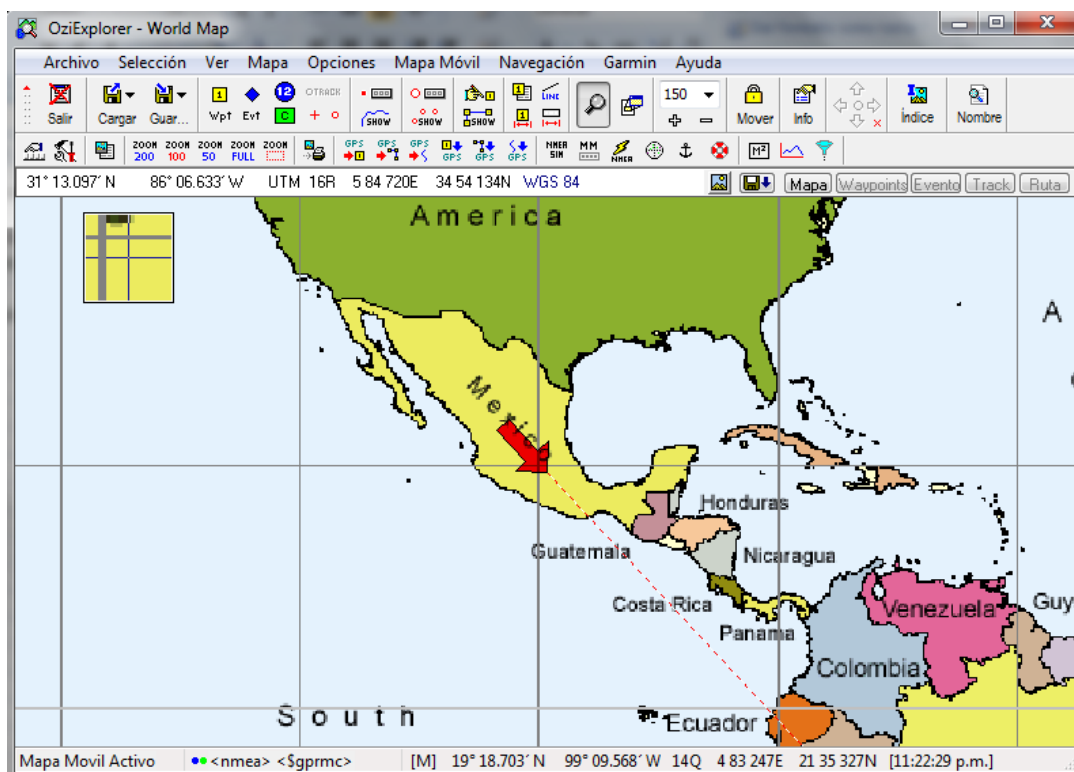 OziExplorer - World Map
Archivo Selección Ver Mapa Opciones Mapa Móvil Navegación Garmin Ayuda
1 12 OTRACK 1 LINE 150
Salir Cargar Guar... Wpt Evt C SHOW SHOW SHOW 1 Mover Info Índice Nombre
ZOOM 200 ZOOM 100 ZOOM 50 ZOOM FULL ZOOM GPS GPS GPS GPS GPS GPS NMEA SIM MM NMEA M²
31° 13.097' N 86° 06.633' W UTM 16R 5 84 720E 34 54 134N WGS 84 Mapa Waypoints Evento Track Ruta
America
A
Mexico
Honduras
Guatemala
Nicaragua
Costa Rica
Venezuela
Guy
Panama
Colombia
South
Ecuador
Mapa Movil Activo <nmea> <$gprmc> [M] 19° 18.703' N 99° 09.568' W 14Q 4 83 247E 21 35 327N [11:22:29 p.m.]